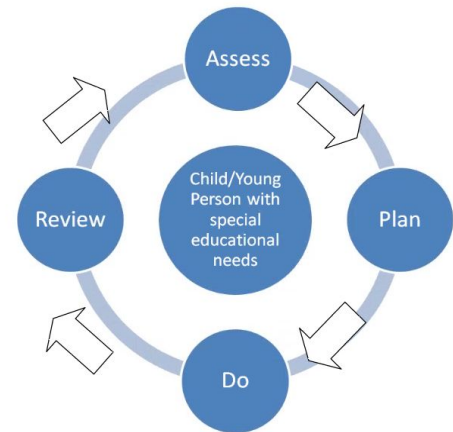 Assess
Child/Young
Person with
special
educational
needs
Review
Plan
Do